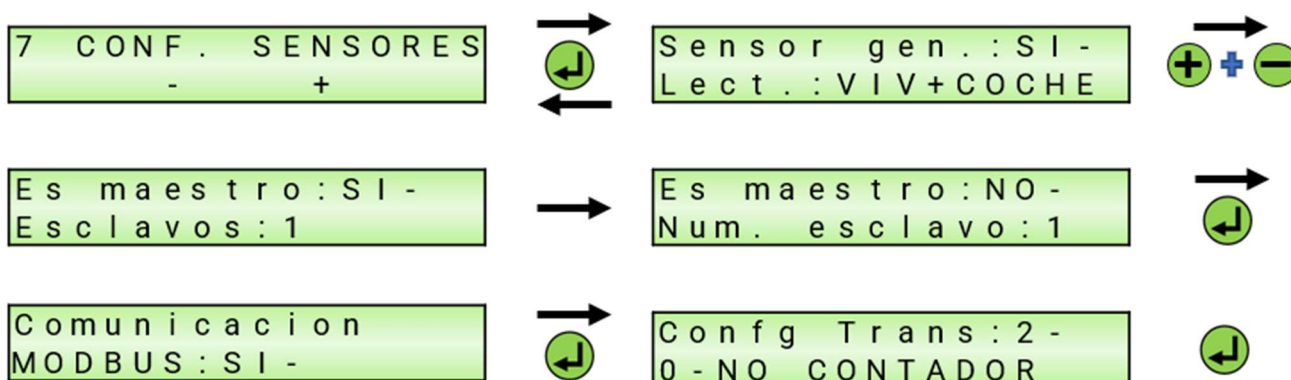 7 CONF. SENSORES
- +
Sensor gen.:SI-
Lect.:VIV+COCHE
Es maestro:SI-
Esclavos:1
Es maestro:NO-
Num. esclavo:1
Comunicacion
MODBUS:SI-
Confg Trans:2-
0-NO CONTADOR